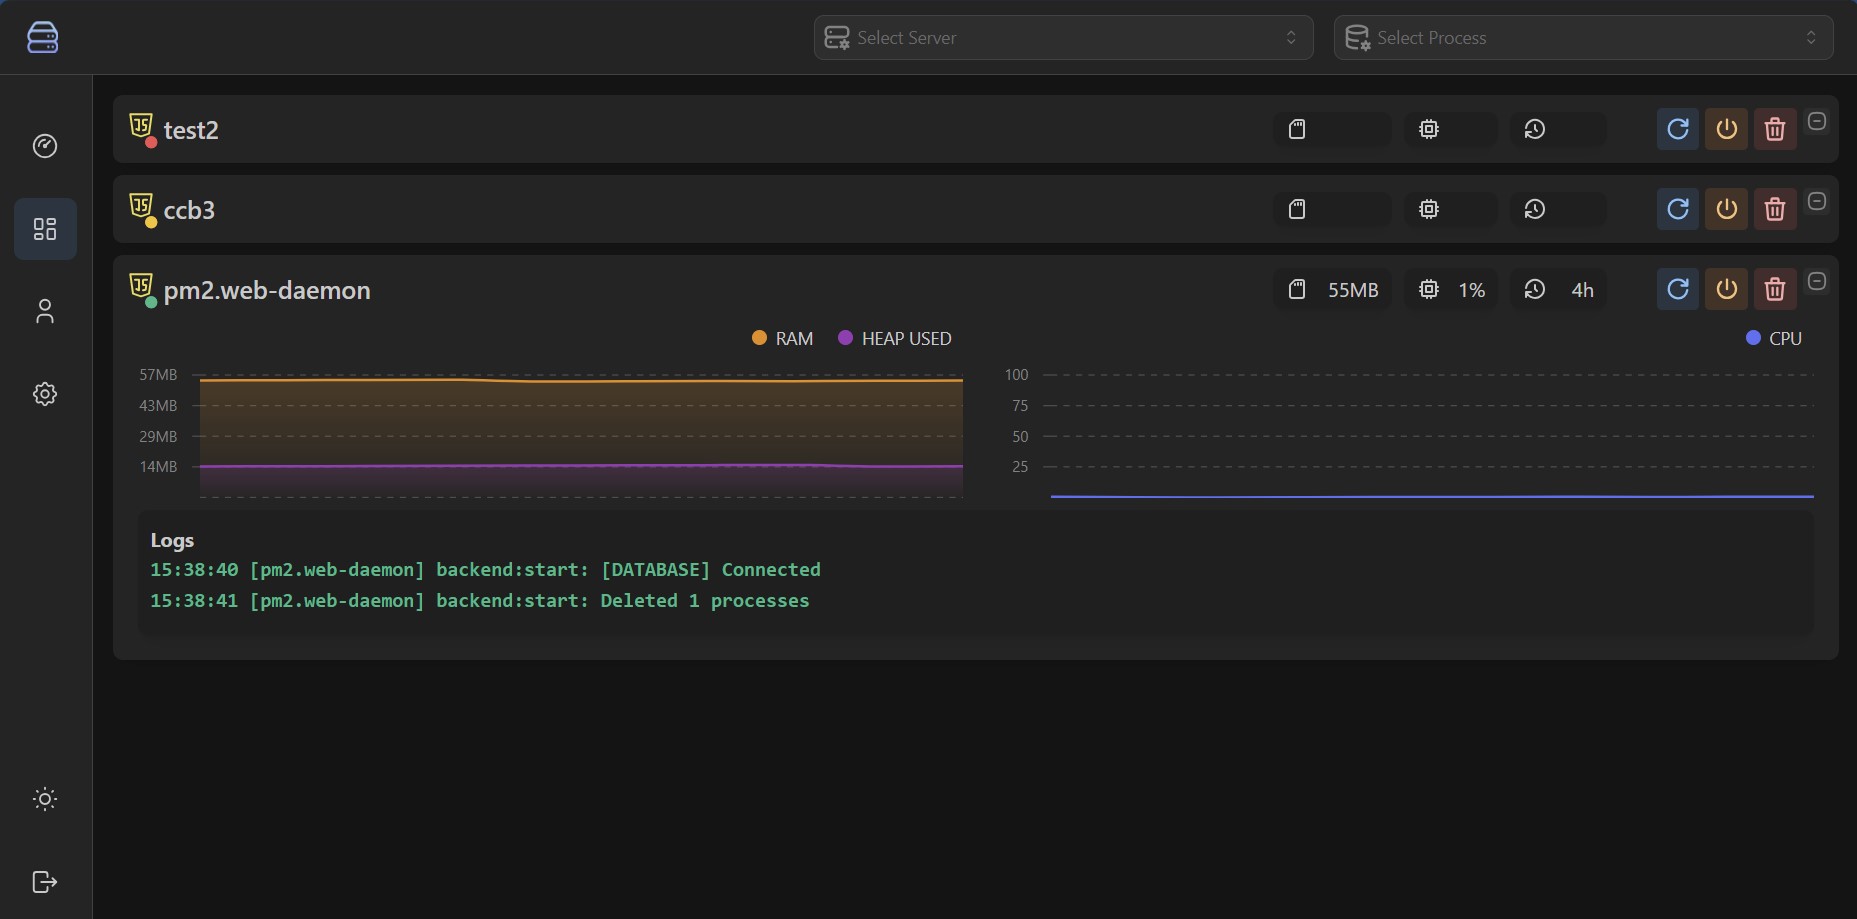 Select Server
Select Process
JS
test2
JS
ccb3
JS
pm2.web-daemon
55MB
1%
4h
RAM
HEAP USED
CPU
57MB
43MB
29MB
14MB
100
75
50
25
Logs
15:38:40 [pm2.web-daemon] backend:start: [DATABASE] Connected
15:38:41 [pm2.web-daemon] backend:start: Deleted 1 processes